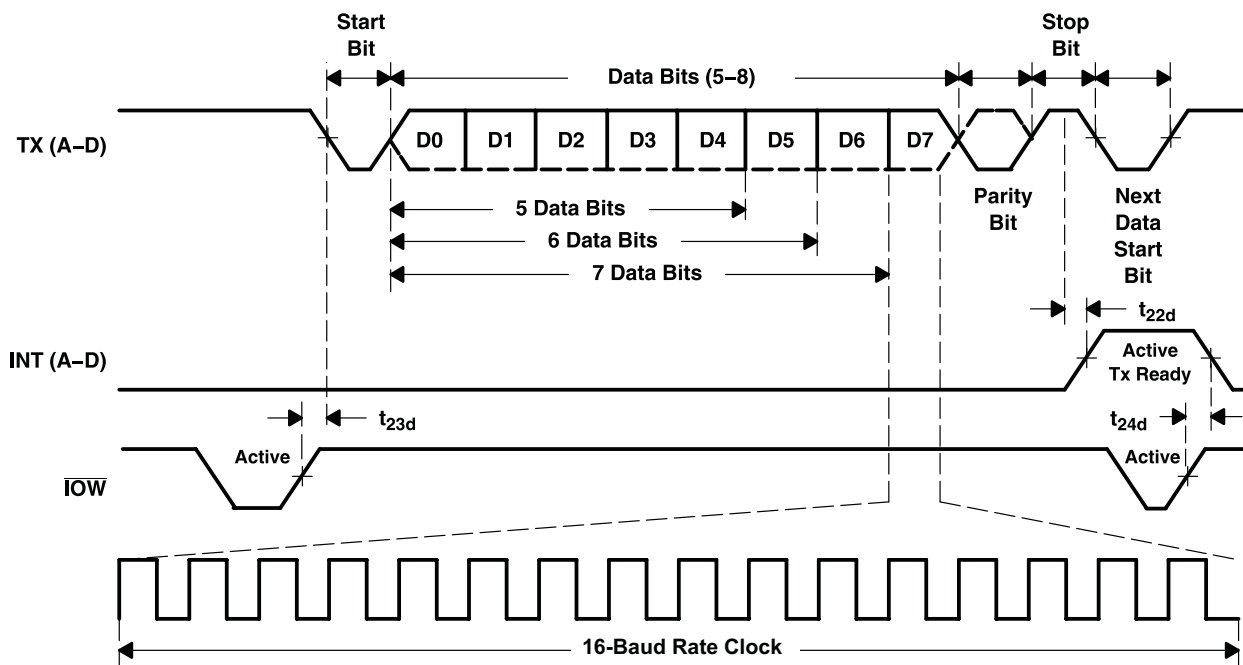 Start
Bit
Data Bits (5–8)
Stop
Bit
TX (A–D)
D0 D1 D2 D3 D4 D5 D6 D7
Parity
Bit
Next
Data
Start
Bit
5 Data Bits
6 Data Bits
7 Data Bits
t22d
INT (A–D)
Active
Tx Ready
t23d
t24d
IOW
Active
Active
16-Baud Rate Clock